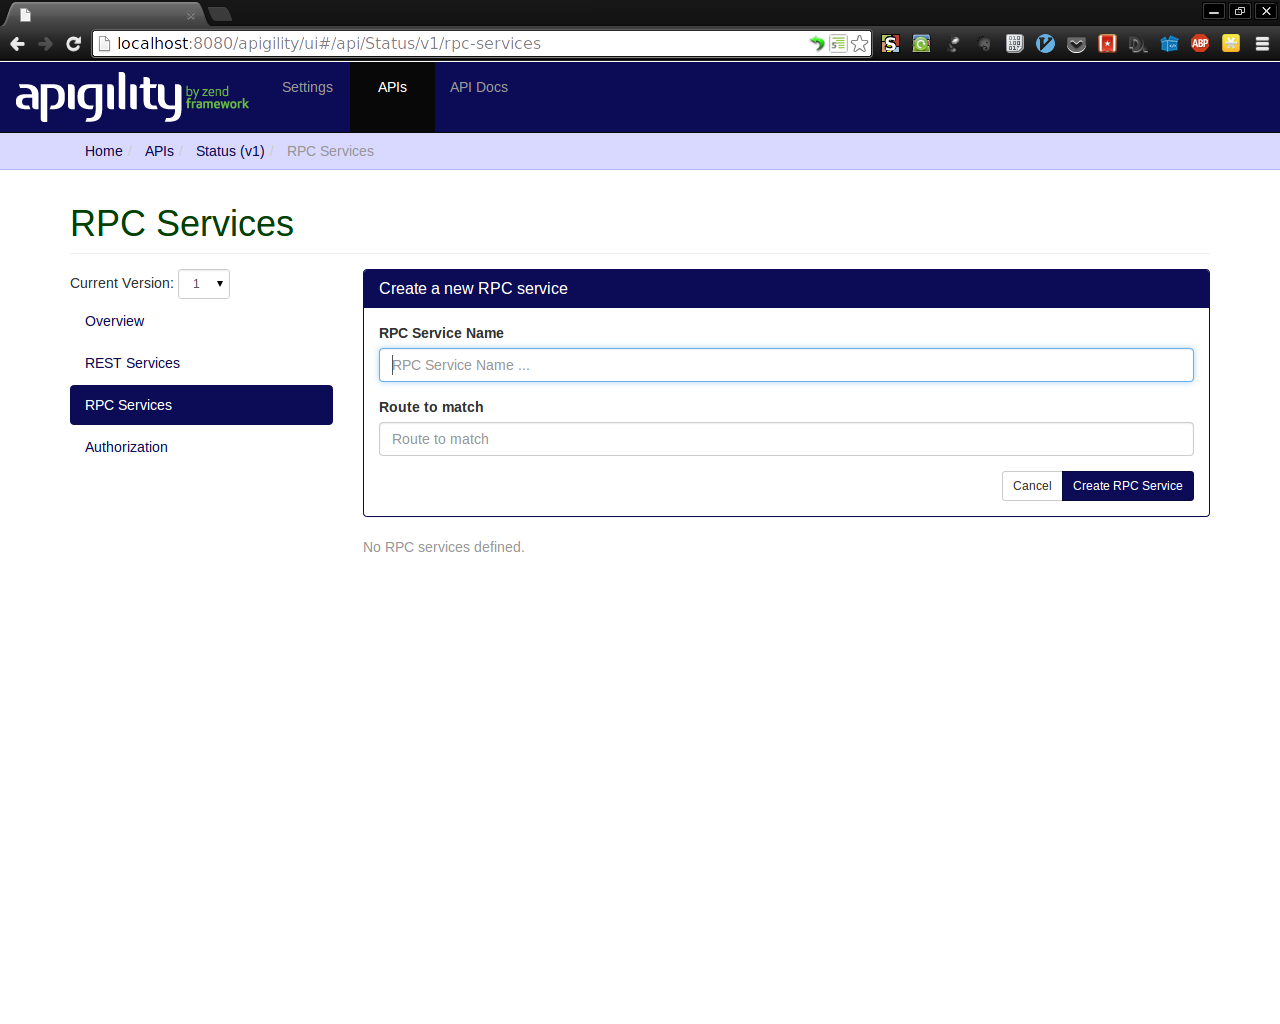 localhost:8080/apigility/ui#/api/Status/v1/rpc-services
apigility by zend framework
Settings APIs API Docs
Home / APIs / Status (v1) / RPC Services
RPC Services
Current Version: 1
Overview
REST Services
RPC Services
Authorization
Create a new RPC service
RPC Service Name
RPC Service Name ...
Route to match
Route to match
Cancel Create RPC Service
No RPC services defined.
ABP